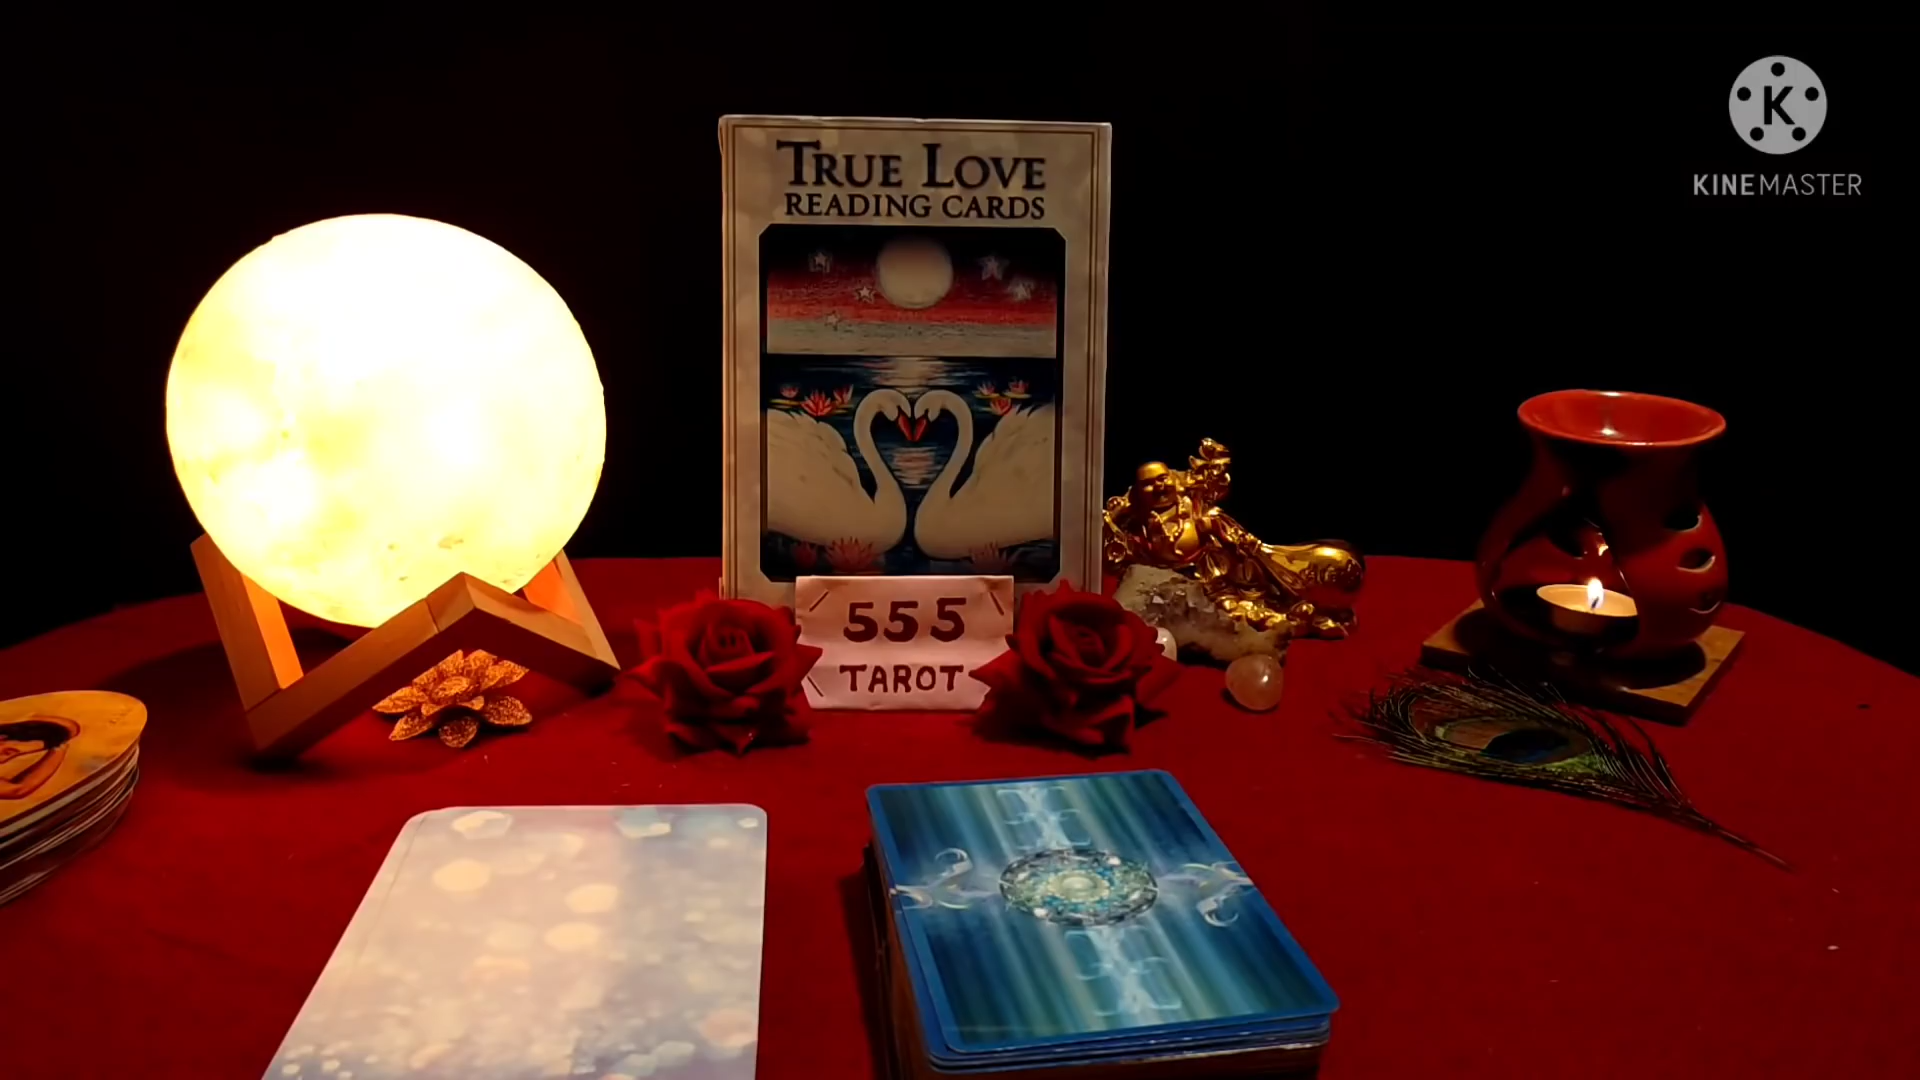 TRUE LOVE
READING CARDS
555
TAROT
K
KINEMASTER